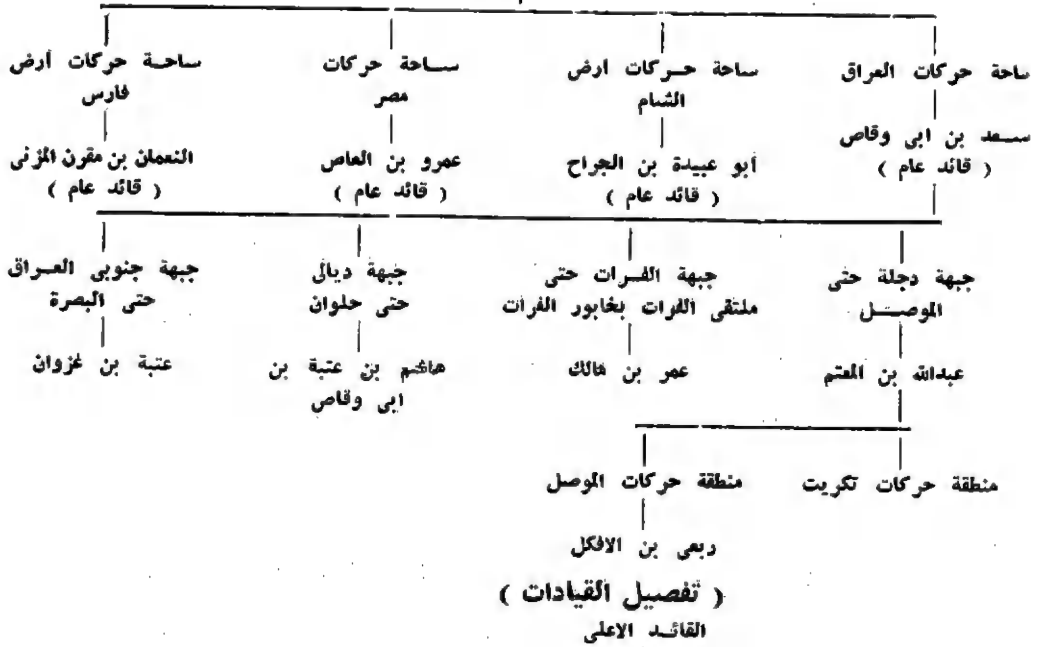 ساحة حركات العراق
سعد بن ابي وقاص
( قائد عام )
ساحة حركات ارض
الشام
أبو عبيدة بن الجراح
( قائد عام )
ساحة حركات
مصر
عمرو بن العاص
( قائد عام )
ساحة حركات أرض
فارس
النعمان بن مقرن المزنى
( قائد عام )
جبهة دجلة حتى
الموصل
عبدالله بن المعتم
جبهة الفرات حتى
ملتقى الفرات بخابور الفرات
عمر بن مالك
جبهة ديالى
حتى حلوان
هاشم بن عتبة بن
ابى وقاص
جبهة جنوبى العراق
حتى البصرة
عتبة بن غزوان
منطقة حركات تكريت
منطقة حركات الموصل
ربعى بن الافكل
( تفصيل القيادات )
القائد الاعلى